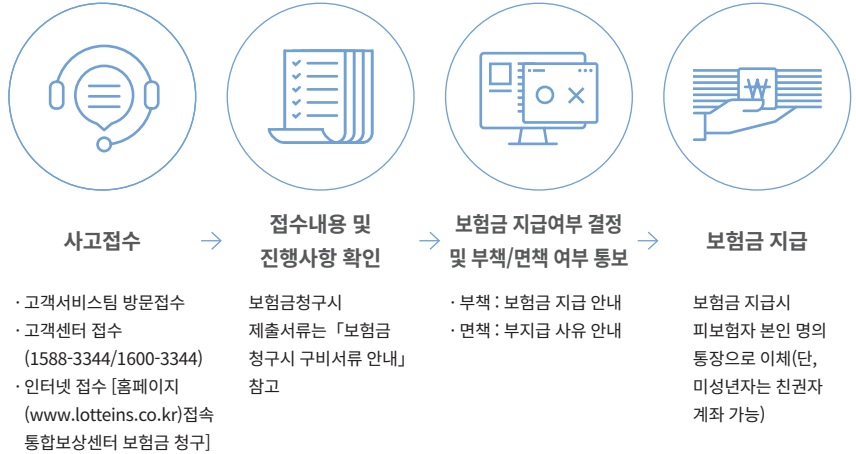 사고접수
· 고객서비스팀 방문접수
· 고객센터 접수
(1588-3344/1600-3344)
· 인터넷 접수 [홈페이지
(www.lotteins.co.kr)접속
통합보상센터 보험금 청구]
접수내용 및
진행사항 확인
보험금청구시
제출서류는「보험금
청구시 구비서류 안내」
참고
보험금 지급여부 결정
및 부책/면책 여부 통보
· 부책 : 보험금 지급 안내
· 면책 : 부지급 사유 안내
보험금 지급
보험금 지급시
피보험자 본인 명의
통장으로 이체(단,
미성년자는 친권자
계좌 가능)